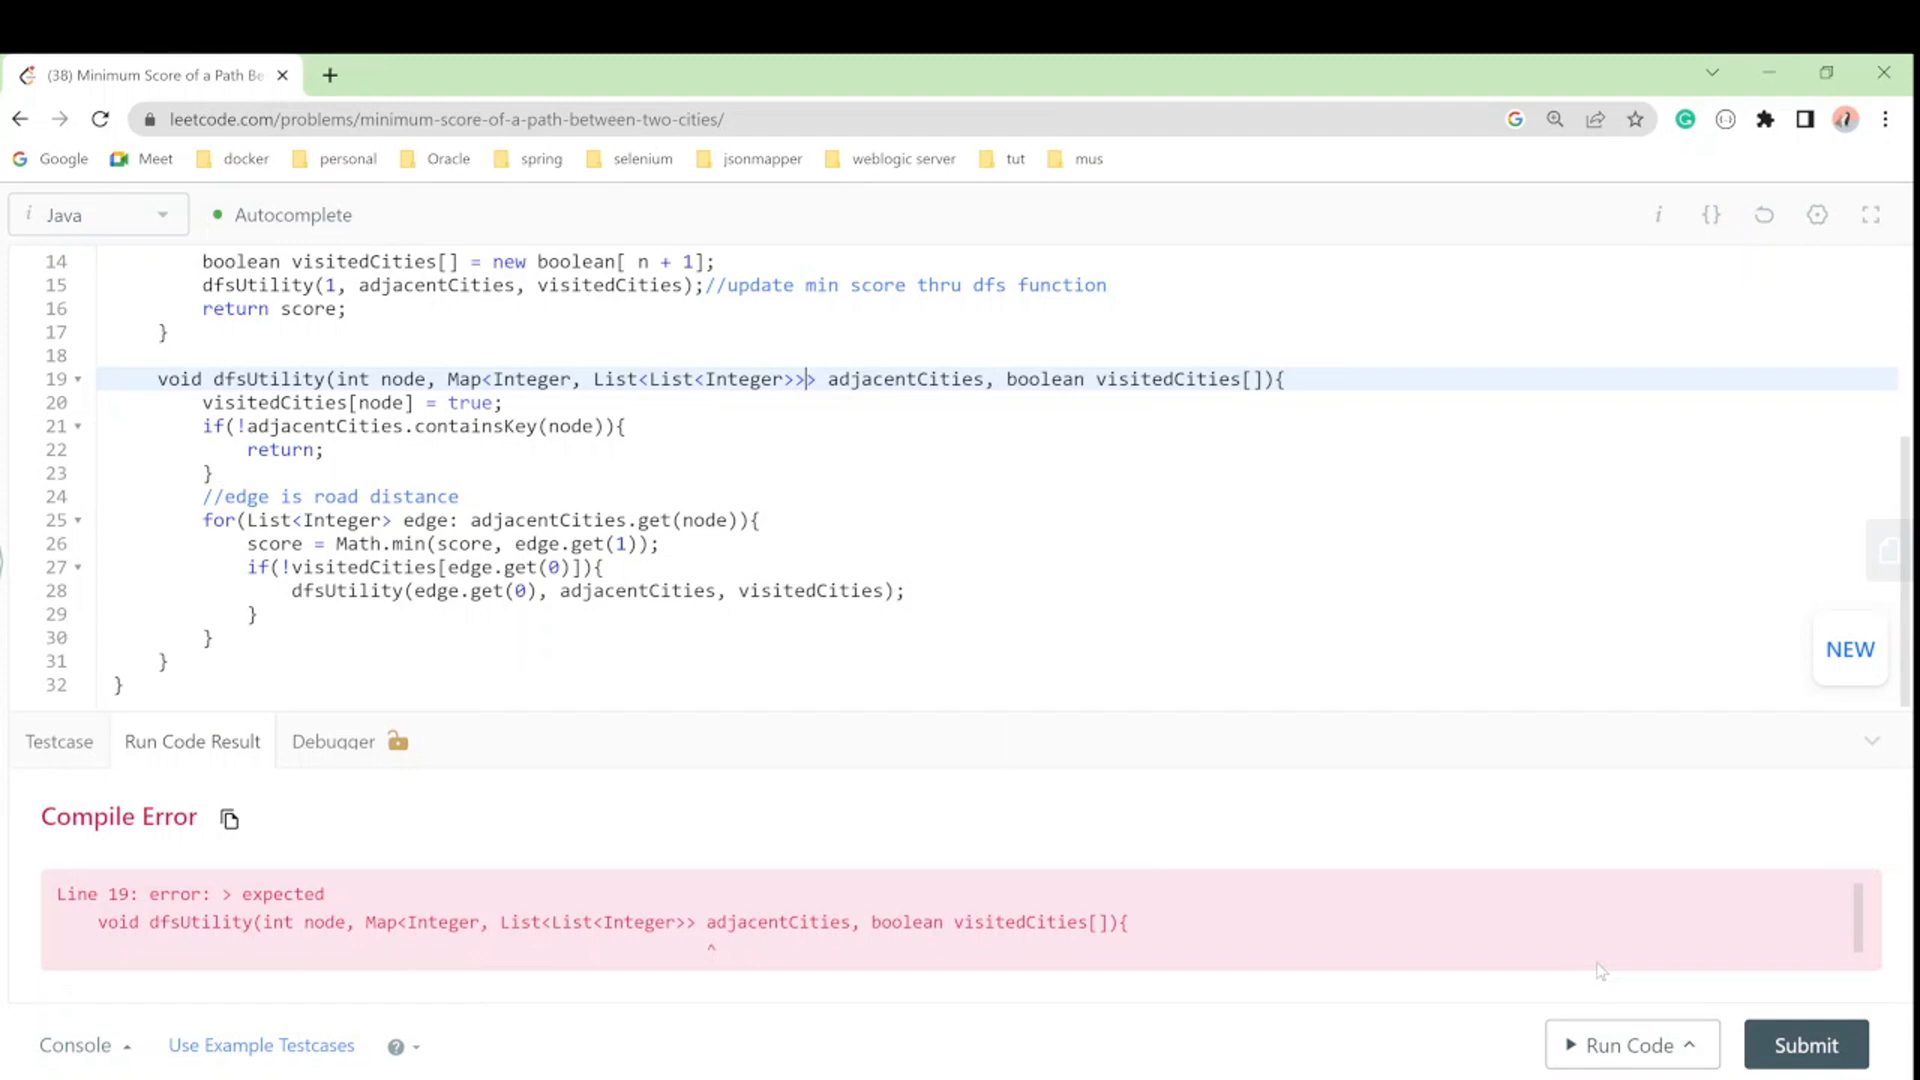 (38) Minimum Score of a Path Be
leetcode.com/problems/minimum-score-of-a-path-between-two-cities/
Google Meet docker personal Oracle spring selenium jsonmapper weblogic server tut mus
i Java Autocomplete i {}
14 boolean visitedCities[] = new boolean[ n + 1];
15 dfsUtility(1, adjacentCities, visitedCities);//update min score thru dfs function
16 return score;
17 }
18
19 void dfsUtility(int node, Map<Integer, List<List<Integer>>> adjacentCities, boolean visitedCities[]){
20 visitedCities[node] = true;
21 if(!adjacentCities.containsKey(node)){
22 return;
23 }
24 //edge is road distance
25 for(List<Integer> edge: adjacentCities.get(node)){
26 score = Math.min(score, edge.get(1));
27 if(!visitedCities[edge.get(0)]){
28 dfsUtility(edge.get(0), adjacentCities, visitedCities);
29 }
30 }
31 }
32 }
NEW
Testcase Run Code Result Debugger
Compile Error
Line 19: error: > expected
void dfsUtility(int node, Map<Integer, List<List<Integer>> adjacentCities, boolean visitedCities[]){
^
Console Use Example Testcases ? Run Code Submit